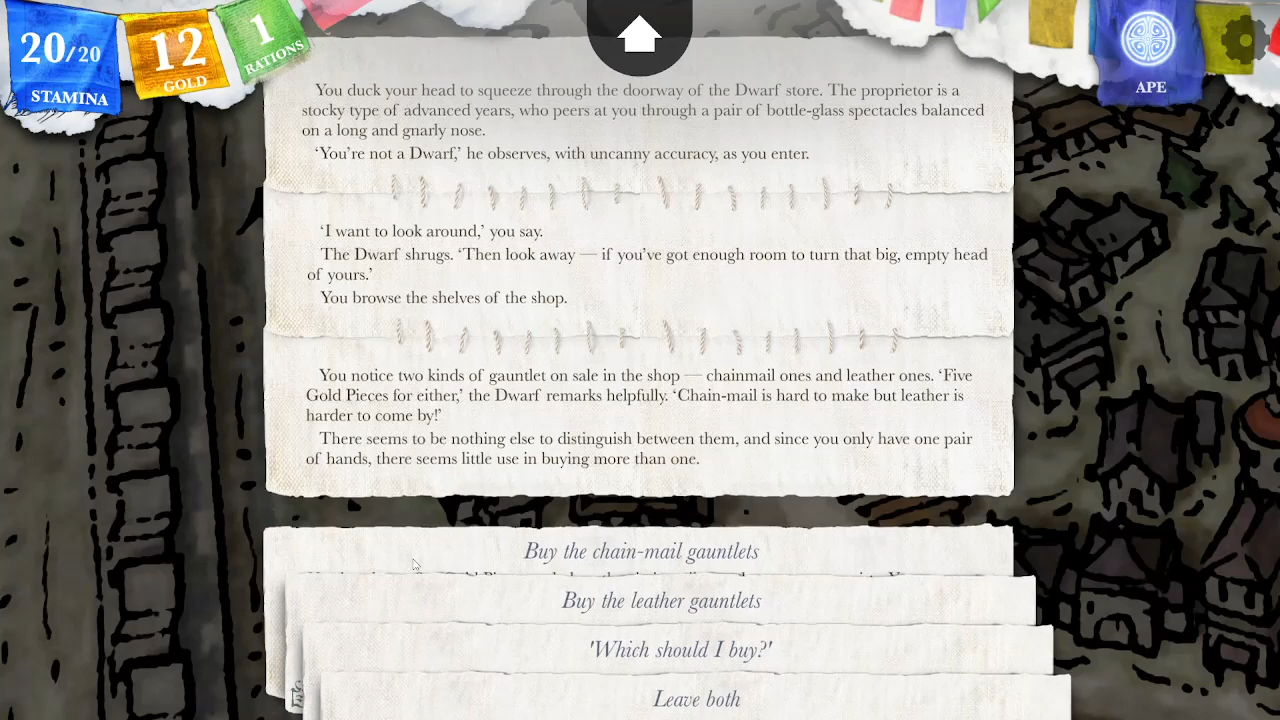 20/20
STAMINA
12
GOLD
1
RATIONS
APE
You duck your head to squeeze through the doorway of the Dwarf store. The proprietor is a
stocky type of advanced years, who peers at you through a pair of bottle-glass spectacles balanced
on a long and gnarly nose.
‘You’re not a Dwarf,’ he observes, with uncanny accuracy, as you enter.
‘I want to look around,’ you say.
The Dwarf shrugs. ‘Then look away — if you’ve got enough room to turn that big, empty head
of yours.’
You browse the shelves of the shop.
You notice two kinds of gauntlet on sale in the shop — chainmail ones and leather ones. ‘Five
Gold Pieces for either,’ the Dwarf remarks helpfully. ‘Chain-mail is hard to make but leather is
harder to come by!’
There seems to be nothing else to distinguish between them, and since you only have one pair
of hands, there seems little use in buying more than one.
Buy the chain-mail gauntlets
Buy the leather gauntlets
'Which should I buy?'
Leave both